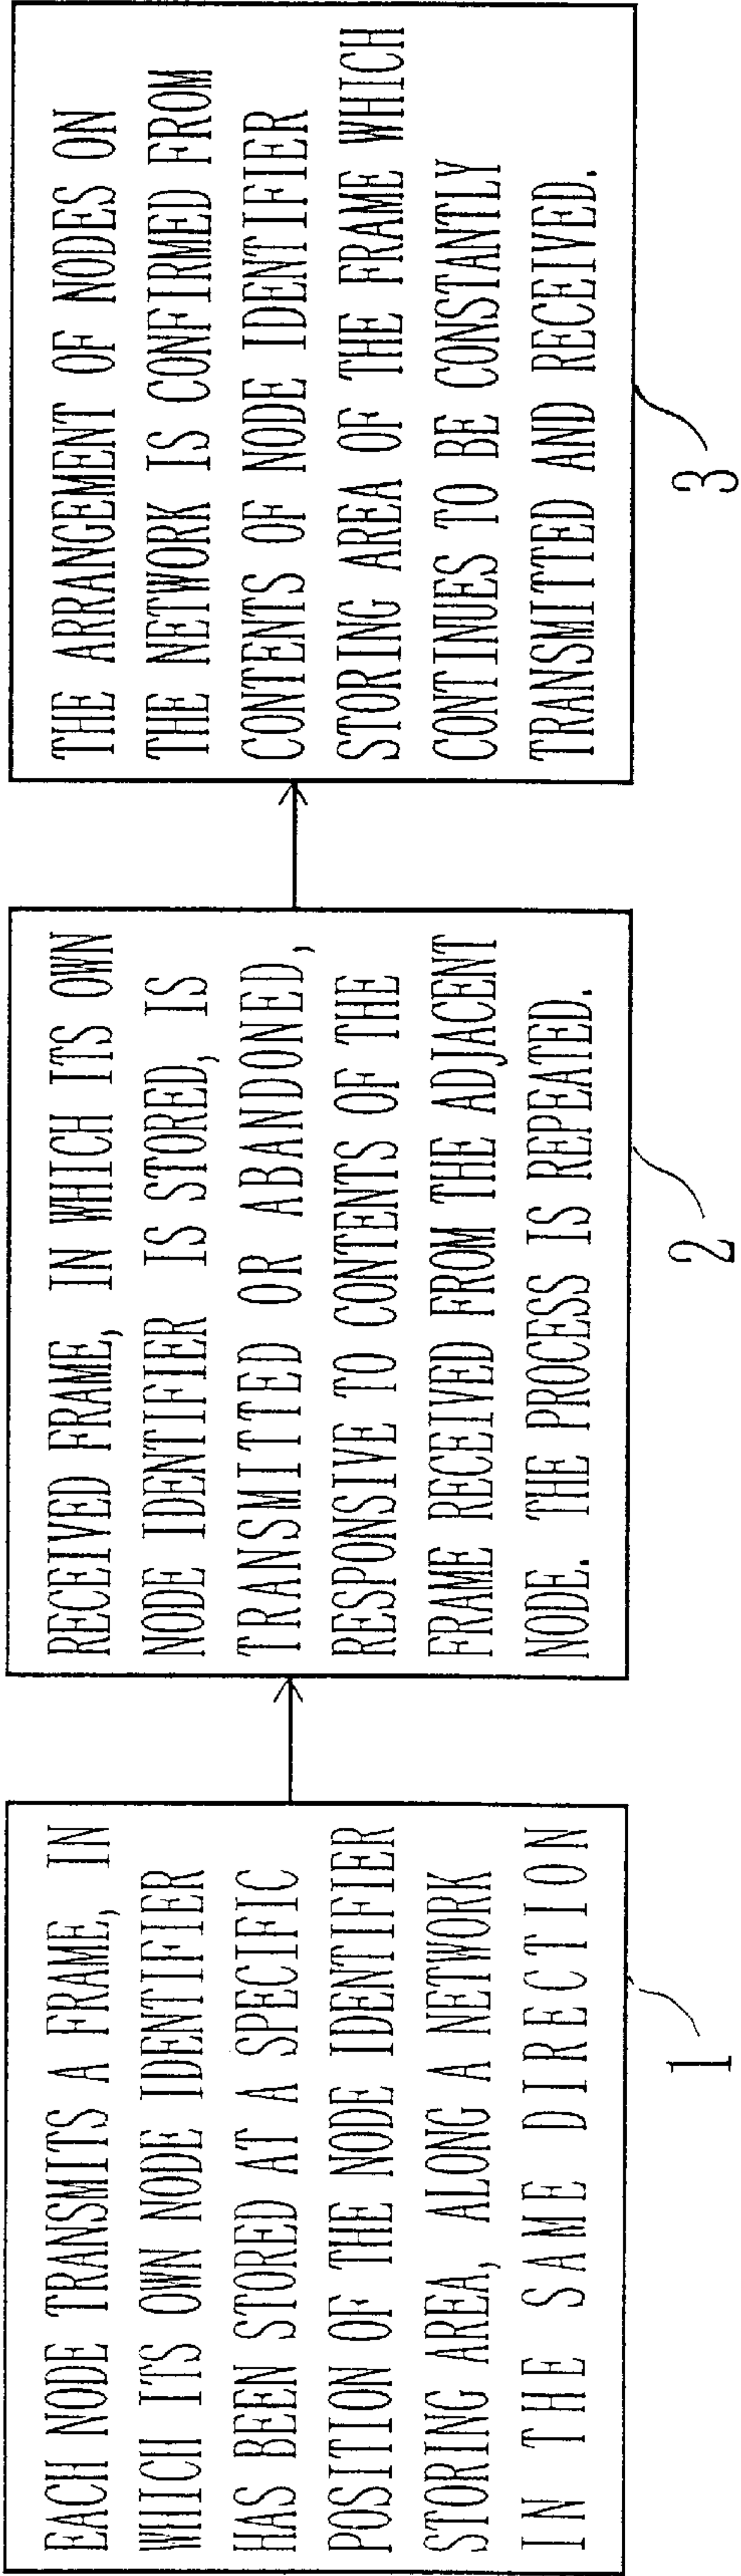 EACH NODE TRANSMITS A FRAME, IN
WHICH ITS OWN NODE IDENTIFIER
HAS BEEN STORED AT A SPECIFIC
POSITION OF THE NODE IDENTIFIER
STORING AREA, ALONG A NETWORK
IN THE SAME DIRECTION
1
RECEIVED FRAME, IN WHICH ITS OWN
NODE IDENTIFIER IS STORED, IS
TRANSMITTED OR ABANDONED,
RESPONSIVE TO CONTENTS OF THE
FRAME RECEIVED FROM THE ADJACENT
NODE. THE PROCESS IS REPEATED.
2
THE ARRANGEMENT OF NODES ON
THE NETWORK IS CONFIRMED FROM
CONTENTS OF NODE IDENTIFIER
STORING AREA OF THE FRAME WHICH
CONTINUES TO BE CONSTANTLY
TRANSMITTED AND RECEIVED.
3